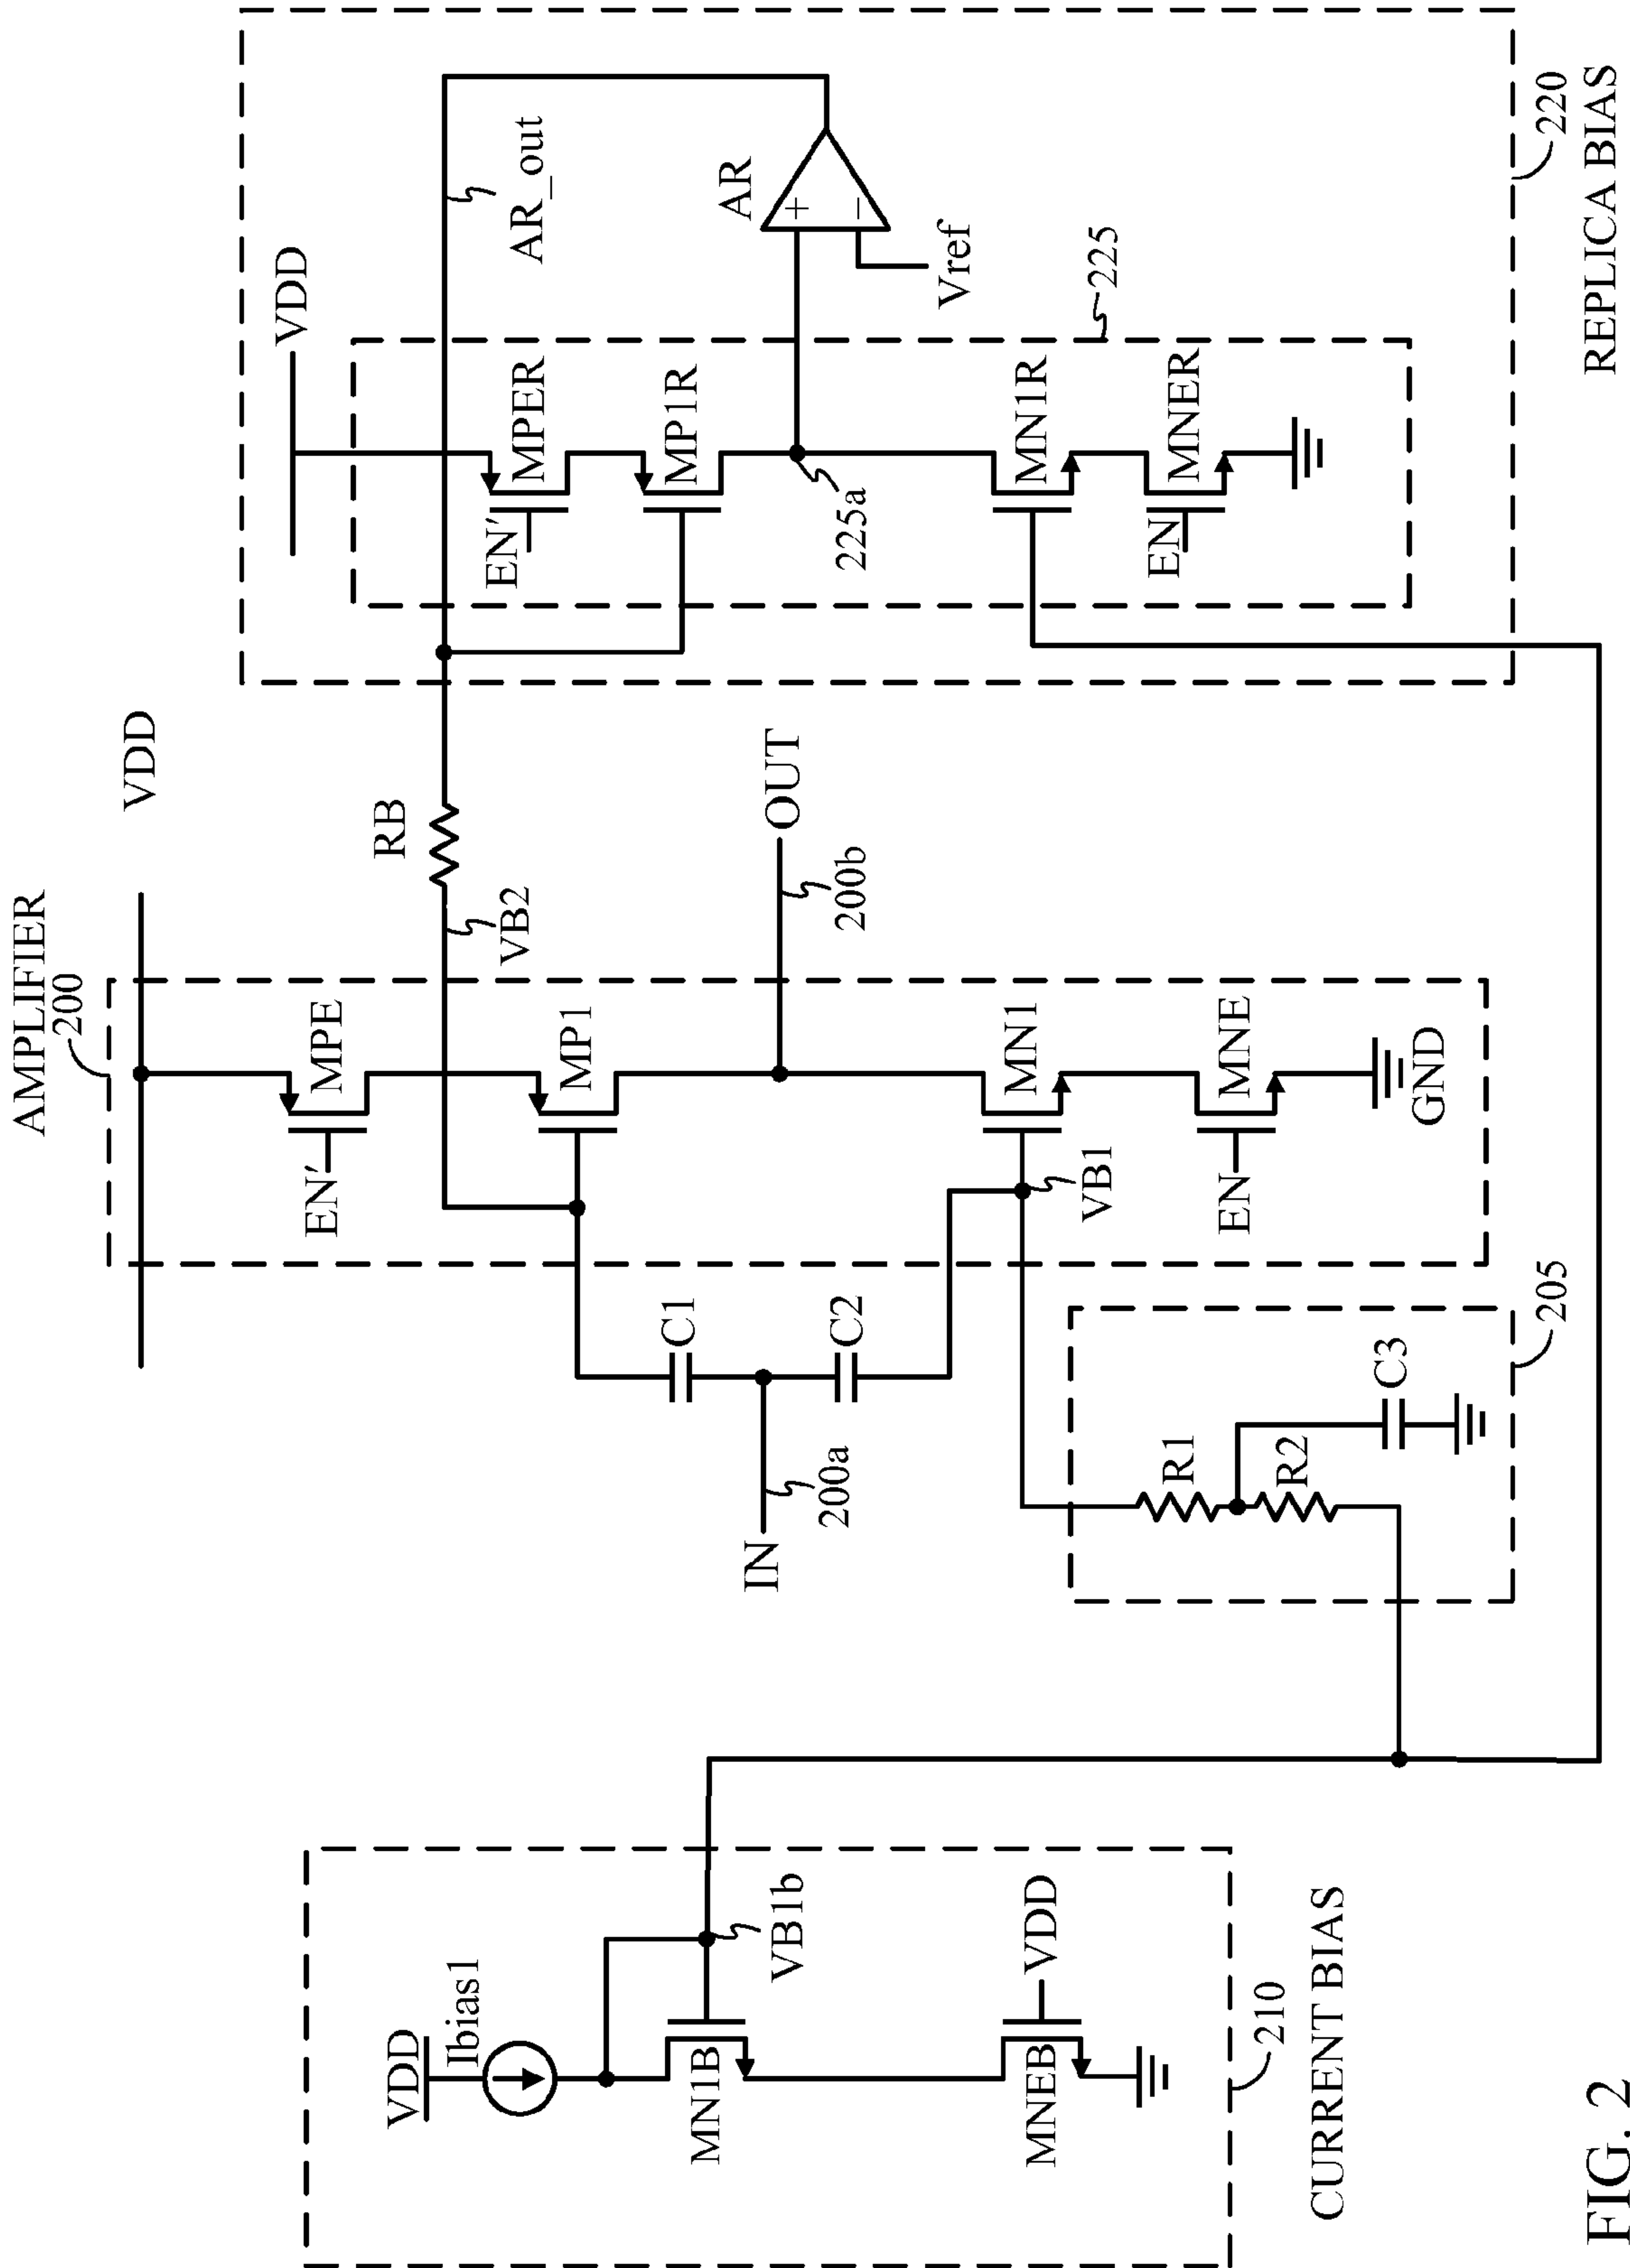 AMPLIFIER
200
VDD
EN′
MPE
MP1
RB
VB2
OUT
200b
MN1
VB1
EN
MNE
GND
C1
C2
IN
200a
R1
R2
C3
205
VDD
Ibias1
MN1B
VB1b
MNEB
VDD
210
CURRENT BIAS
VDD
AR_out
EN′
MPER
MP1R
225a
AR
+
−
Vref
225
MN1R
EN
MNER
220
REPLICA BIAS
FIG. 2